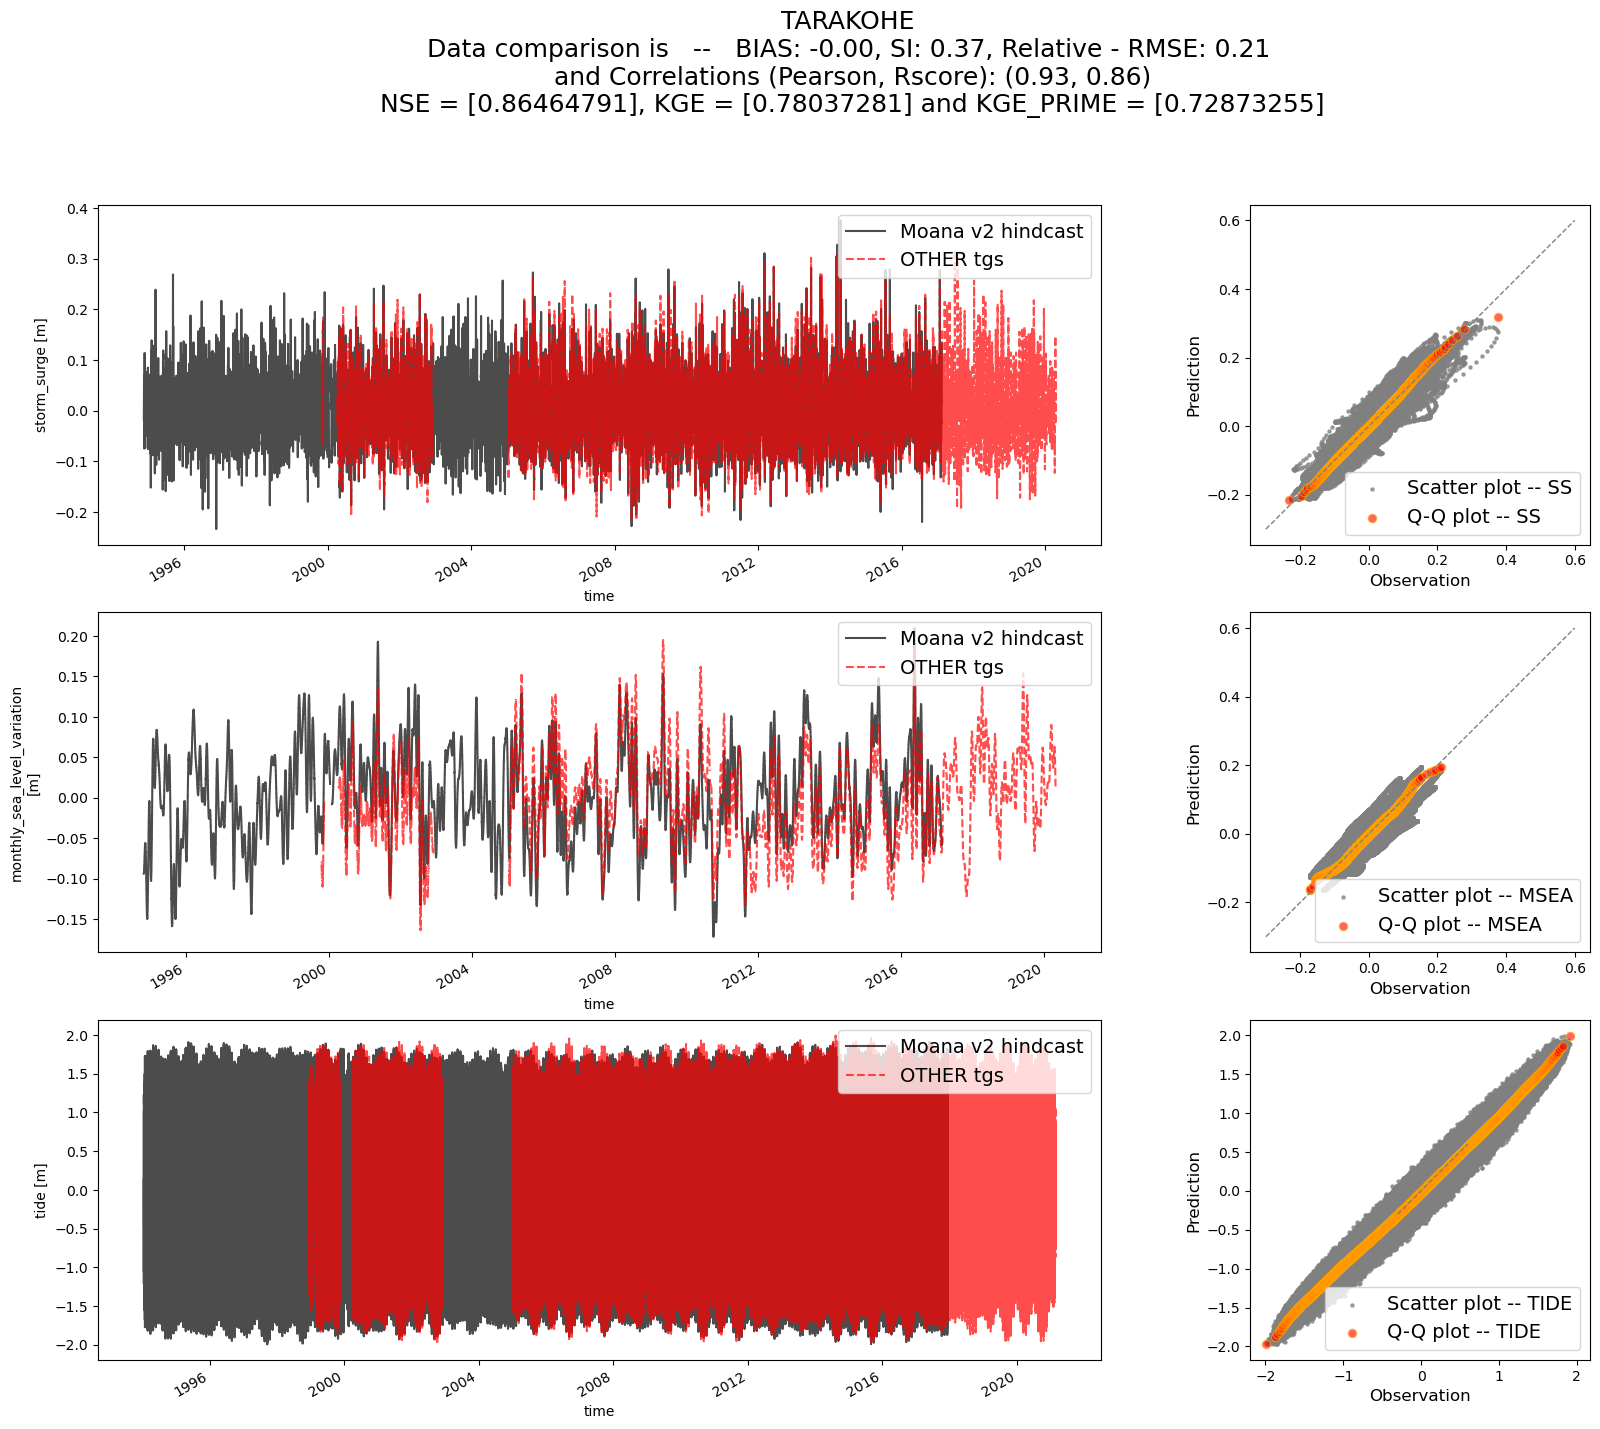 TARAKOHE
Data comparison is -- BIAS: -0.00, SI: 0.37, Relative - RMSE: 0.21
and Correlations (Pearson, Rscore): (0.93, 0.86)
NSE = [0.86464791], KGE = [0.78037281] and KGE_PRIME = [0.72873255]
storm_surge [m]
0.4
0.3
0.2
0.1
0.0
−0.1
−0.2
Moana v2 hindcast
OTHER tgs
1996
2000
2004
2008
2012
2016
2020
time
Prediction
0.6
0.4
0.2
0.0
−0.2
Scatter plot -- SS
Q-Q plot -- SS
−0.2
0.0
0.2
0.4
0.6
Observation
monthly_sea_level_variation
[m]
0.20
0.15
0.10
0.05
0.00
−0.05
−0.10
−0.15
Moana v2 hindcast
OTHER tgs
1996
2000
2004
2008
2012
2016
2020
time
Prediction
0.6
0.4
0.2
0.0
−0.2
Scatter plot -- MSEA
Q-Q plot -- MSEA
−0.2
0.0
0.2
0.4
0.6
Observation
tide [m]
2.0
1.5
1.0
0.5
0.0
−0.5
−1.0
−1.5
−2.0
Moana v2 hindcast
OTHER tgs
1996
2000
2004
2008
2012
2016
2020
time
Prediction
2.0
1.5
1.0
0.5
0.0
−0.5
−1.0
−1.5
−2.0
Scatter plot -- TIDE
Q-Q plot -- TIDE
−2
−1
0
1
2
Observation